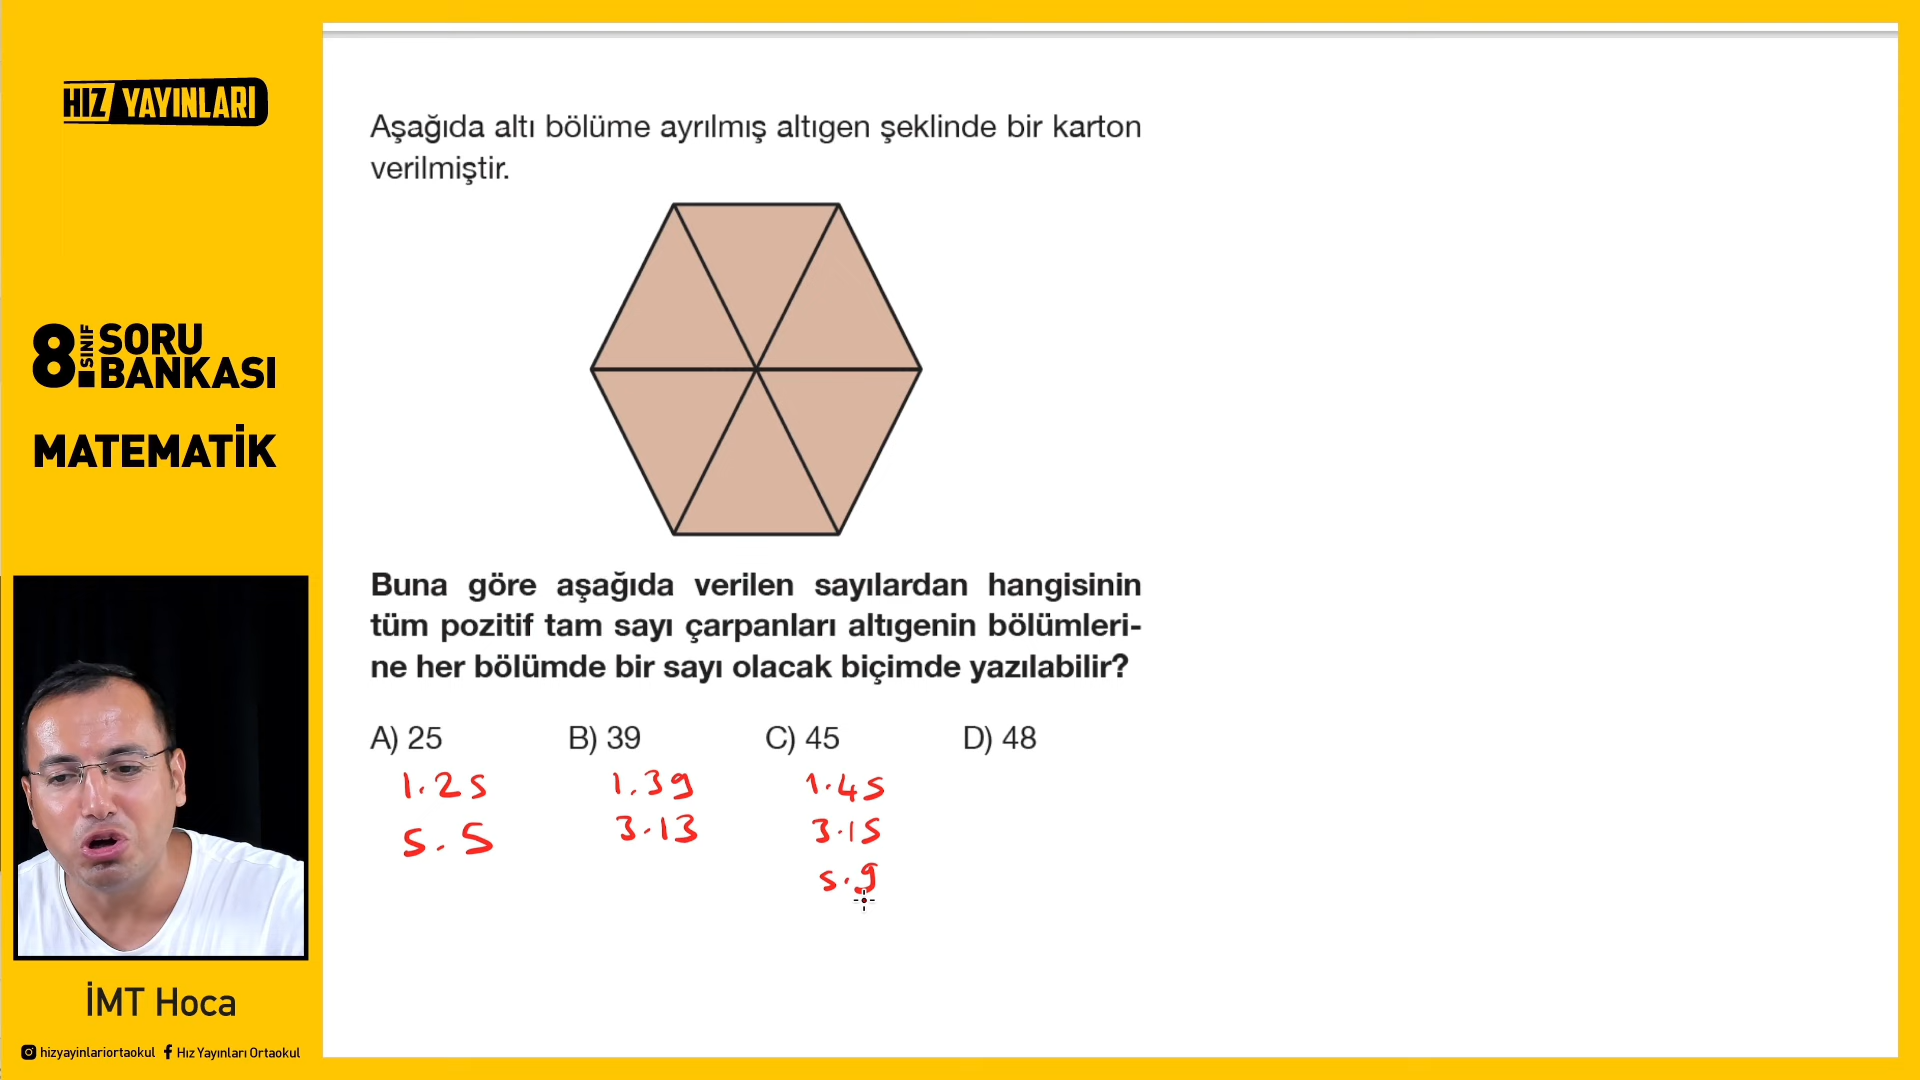 HIZ YAYINLARI
8. SINIF SORU BANKASI
MATEMATİK
Aşağıda altı bölüme ayrılmış altıgen şeklinde bir karton
verilmiştir.
Buna göre aşağıda verilen sayılardan hangisinin
tüm pozitif tam sayı çarpanları altıgenin bölümleri-
ne her bölümde bir sayı olacak biçimde yazılabilir?
A) 25 B) 39 C) 45 D) 48
1.25 1.39 1.45
5.5 3.13 3.15
5.9
İMT Hoca
hizyayinlariortaokul Hız Yayınları Ortaokul